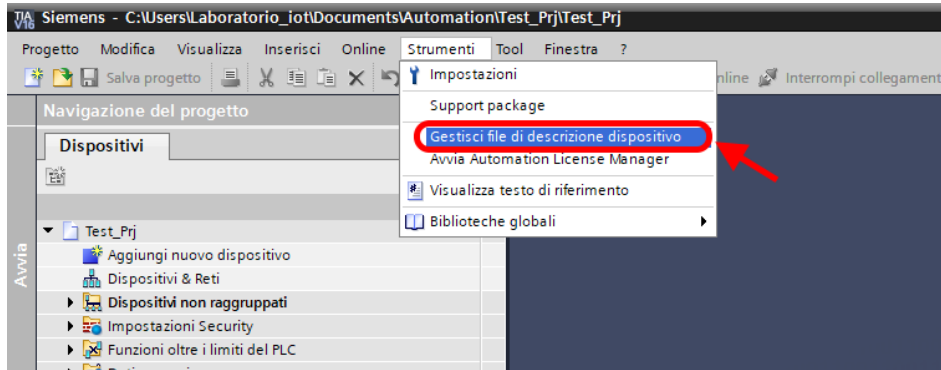 TIA V16 Siemens - C:\Users\Laboratorio_iot\Documents\Automation\Test_Prj\Test_Prj
Progetto Modifica Visualizza Inserisci Online Strumenti Tool Finestra ?
Salva progetto
nline Interrompi collegament
Impostazioni
Support package
Gestisci file di descrizione dispositivo
Avvia Automation License Manager
Visualizza testo di riferimento
Biblioteche globali
Navigazione del progetto
Dispositivi
Avvia
Test_Prj
Aggiungi nuovo dispositivo
Dispositivi & Reti
Dispositivi non raggruppati
Impostazioni Security
Funzioni oltre i limiti del PLC